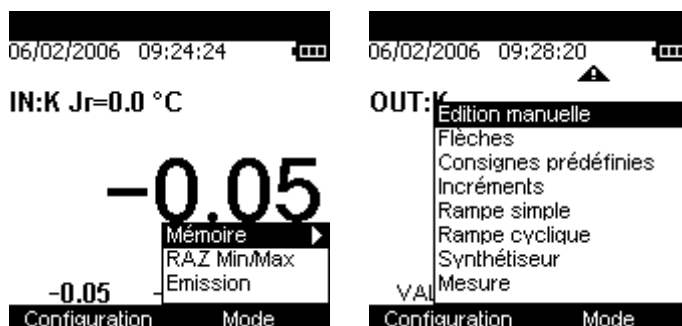 06/02/2006 09:24:24
IN:K Jr=0.0 °C
-0.05
Mémoire
RAZ Min/Max
Emission
-0.05
Configuration Mode
06/02/2006 09:28:20
OUT:K
Edition manuelle
Flèches
Consignes prédéfinies
Incréments
Rampe simple
Rampe cyclique
Synthétiseur
Mesure
VAL
Configuration Mode